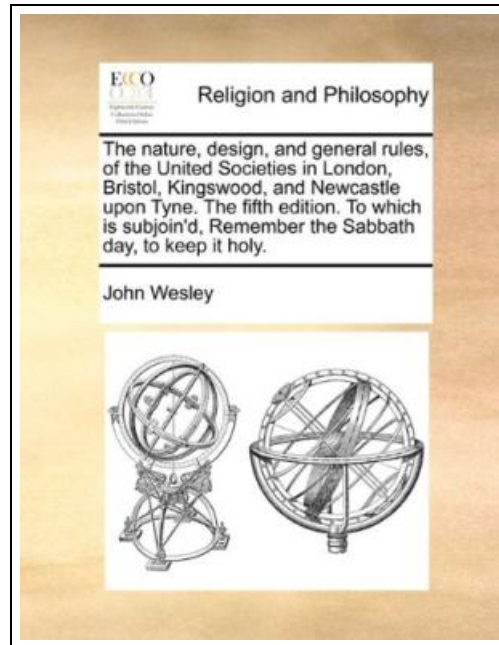 ECCO
Religion and Philosophy
The nature, design, and general rules,
of the United Societies in London,
Bristol, Kingswood, and Newcastle
upon Tyne. The fifth edition. To which
is subjoin'd, Remember the Sabbath
day, to keep it holy.
John Wesley